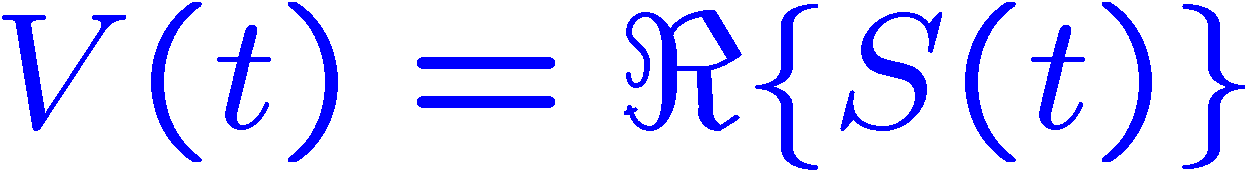 V(t) = ℜ{S(t)}